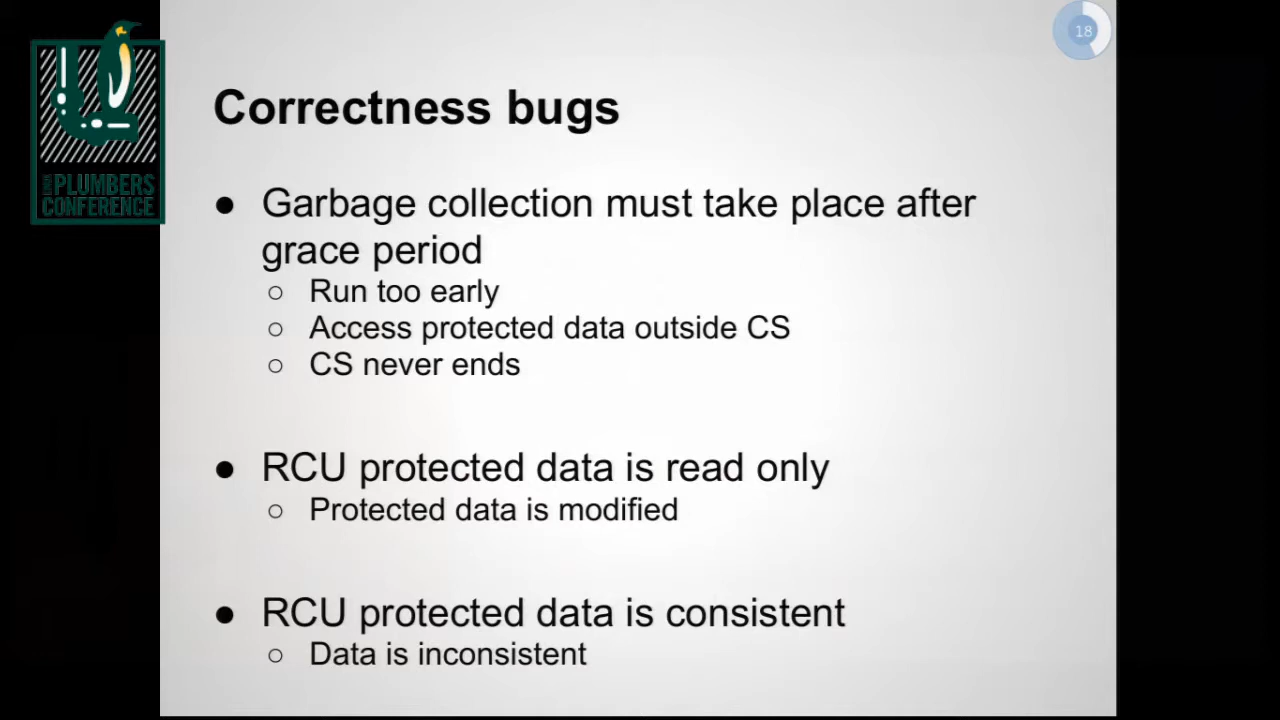 18
Correctness bugs
● Garbage collection must take place after
grace period
○ Run too early
○ Access protected data outside CS
○ CS never ends
● RCU protected data is read only
○ Protected data is modified
● RCU protected data is consistent
○ Data is inconsistent
LINUX PLUMBERS
CONFERENCE